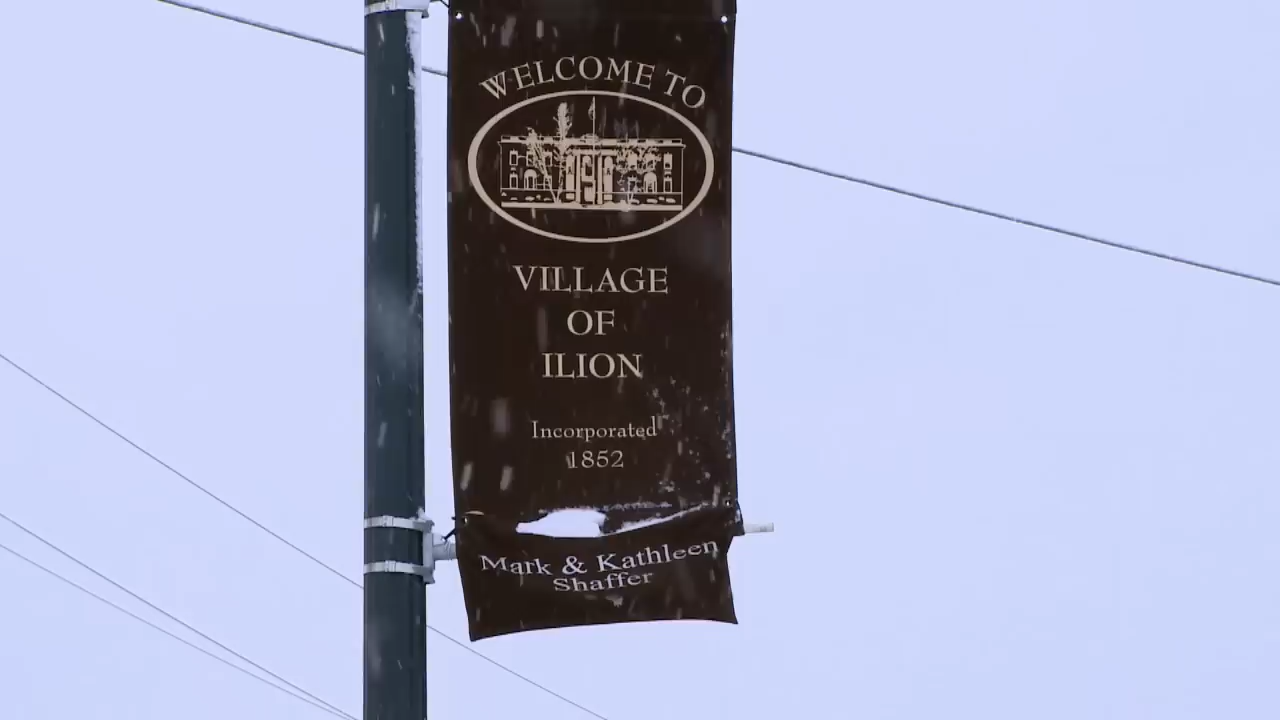 WELCOME TO
VILLAGE
OF
ILION
Incorporated
1852
Mark & Kathleen
Shaffer